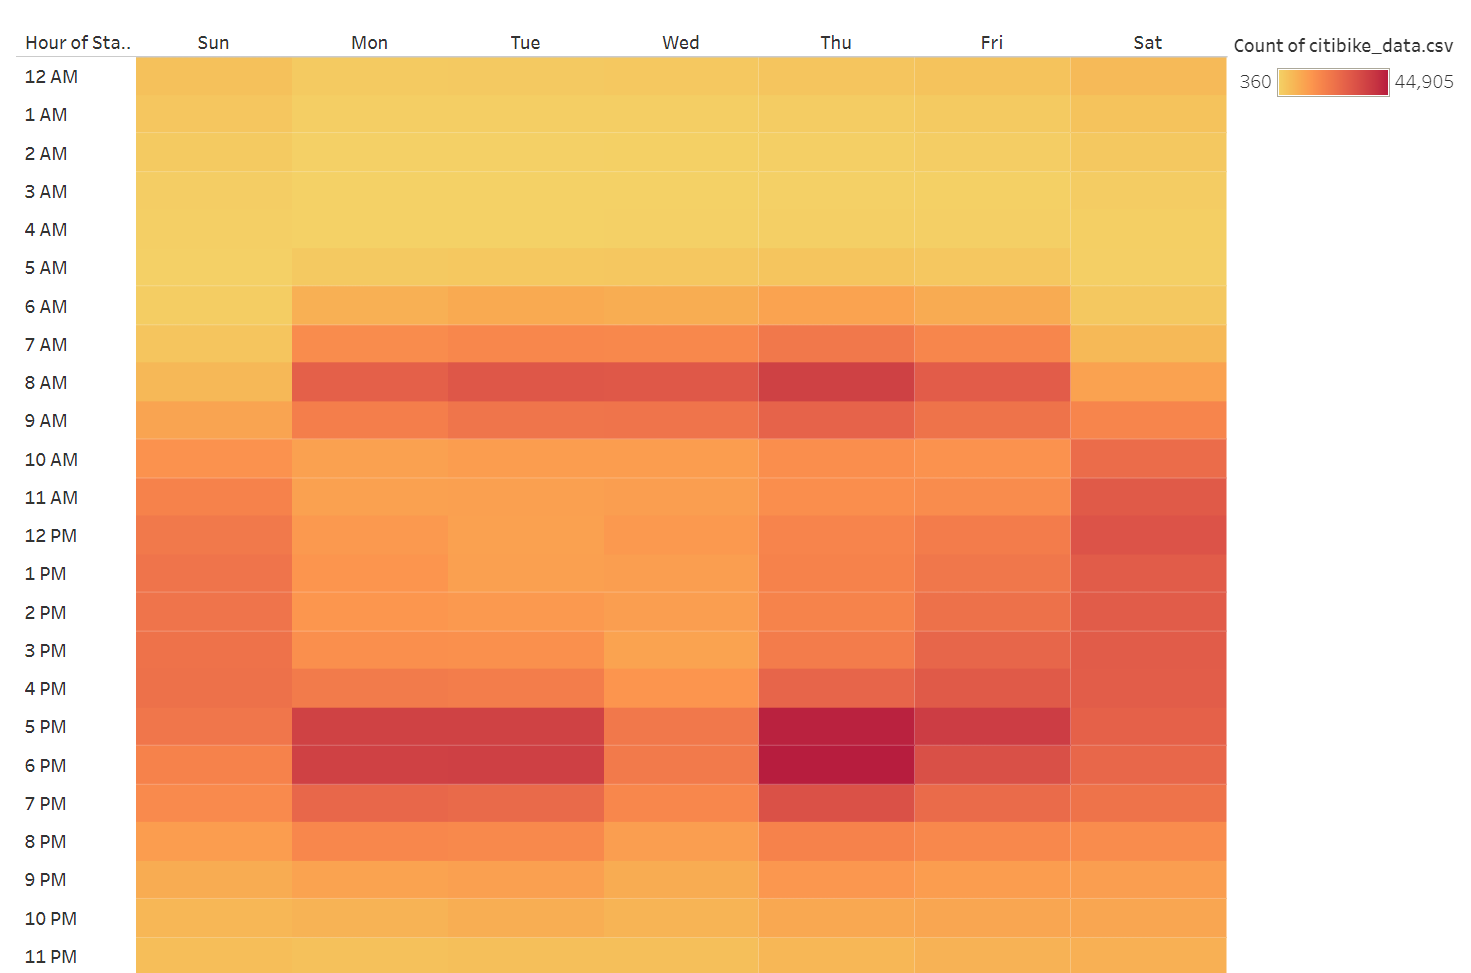 Hour of Sta.. Sun Mon Tue Wed Thu Fri Sat
12 AM
1 AM
2 AM
3 AM
4 AM
5 AM
6 AM
7 AM
8 AM
9 AM
10 AM
11 AM
12 PM
1 PM
2 PM
3 PM
4 PM
5 PM
6 PM
7 PM
8 PM
9 PM
10 PM
11 PM
Count of citibike_data.csv
360 44,905